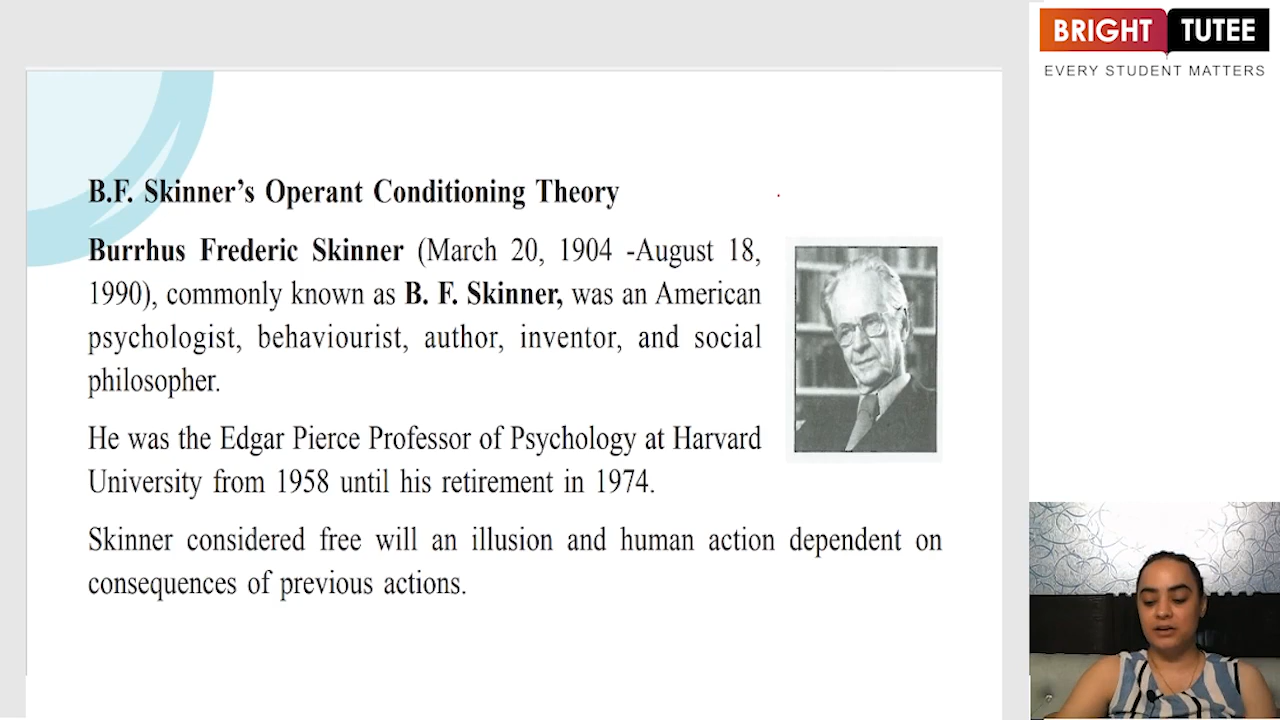 BRIGHT TUTEE
EVERY STUDENT MATTERS
B.F. Skinner’s Operant Conditioning Theory
Burrhus Frederic Skinner (March 20, 1904 -August 18,
1990), commonly known as B. F. Skinner, was an American
psychologist, behaviourist, author, inventor, and social
philosopher.
He was the Edgar Pierce Professor of Psychology at Harvard
University from 1958 until his retirement in 1974.
Skinner considered free will an illusion and human action dependent on
consequences of previous actions.